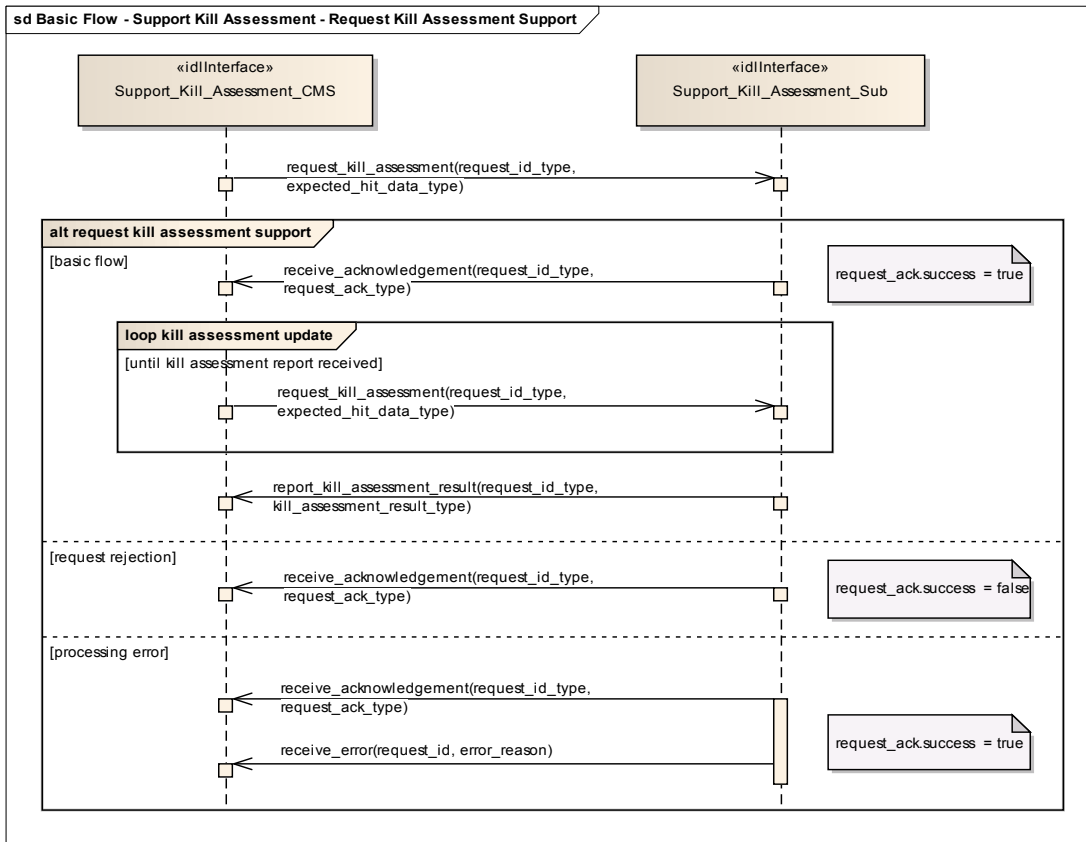 sd Basic Flow - Support Kill Assessment - Request Kill Assessment Support
«idlInterface»
Support_Kill_Assessment_CMS
«idlInterface»
Support_Kill_Assessment_Sub
request_kill_assessment(request_id_type,
expected_hit_data_type)
alt request kill assessment support
[basic flow]
receive_acknowledgement(request_id_type,
request_ack_type)
request_ack.success = true
loop kill assessment update
[until kill assessment report received]
request_kill_assessment(request_id_type,
expected_hit_data_type)
report_kill_assessment_result(request_id_type,
kill_assessment_result_type)
[request rejection]
receive_acknowledgement(request_id_type,
request_ack_type)
request_ack.success = false
[processing error]
receive_acknowledgement(request_id_type,
request_ack_type)
receive_error(request_id, error_reason)
request_ack.success = true